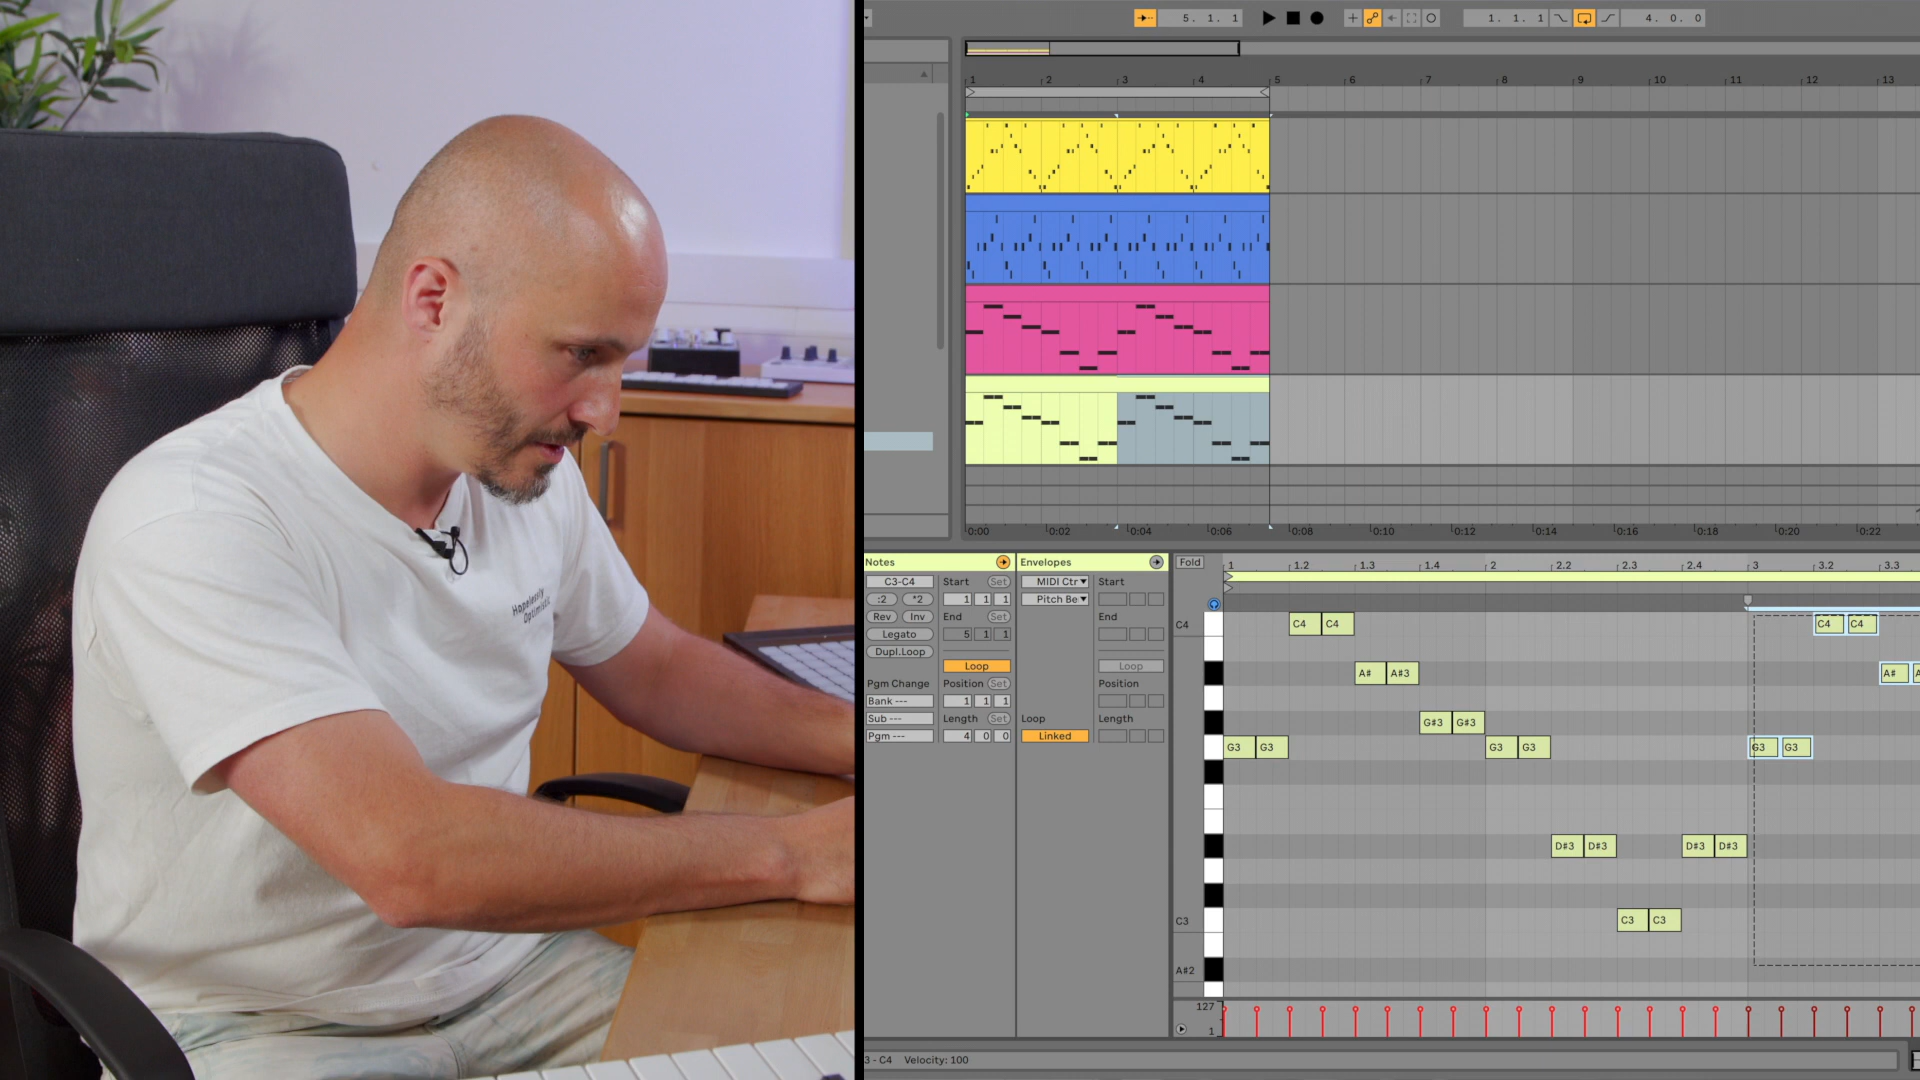 Hopelessly
Optimistic
5. 1. 1
1. 1. 1
4. 0. 0
1 2 3 4 5 6 7 8 9 10 11 12 13
0:00 0:02 0:04 0:06 0:08 0:10 0:12 0:14 0:16 0:18 0:20 0:22
Notes
C3-C4
:2 *2
Rev Inv
Legato
Dupl.Loop
Pgm Change
Bank ---
Sub ---
Pgm ---
Start Set
1 1 1
End Set
5 1 1
Loop
Position Set
1 1 1
Length Set
4 0 0
Envelopes
MIDI Ctr
Pitch Be
Loop
Linked
Start
End
Loop
Position
Length
Fold
1 1.2 1.3 1.4 2 2.2 2.3 2.4 3 3.2 3.3
C4 C4 C4 C4 C4
A# A#3 A#
G#3 G#3
G3 G3 G3 G3 G3 G3
D#3 D#3 D#3 D#3
C3 C3 C3
A#2
127
1
3 - C4 Velocity: 100